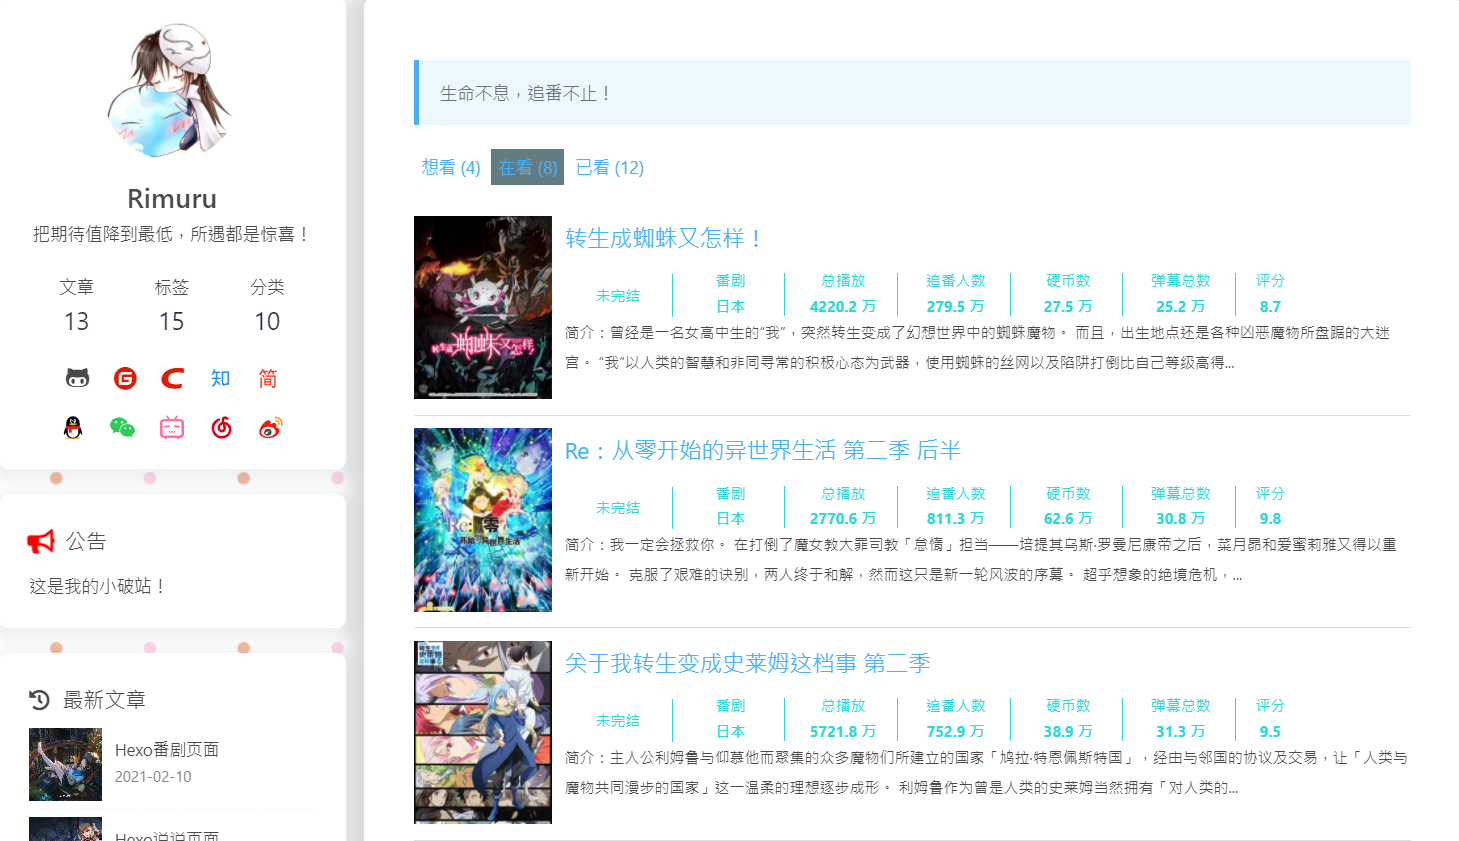 Rimuru
把期待值降到最低，所遇都是惊喜！
文章 标签 分类
13 15 10
知 简
公告
这是我的小破站！
最新文章
Hexo番剧页面
2021-02-10
Hexo说说页面
生命不息，追番不止！
想看 (4) 在看 (8) 已看 (12)
转生成蜘蛛又怎样！
未完结 番剧 总播放 追番人数 硬币数 弹幕总数 评分
日本 4220.2 万 279.5 万 27.5 万 25.2 万 8.7
简介：曾经是一名女高中生的“我”，突然转生变成了幻想世界中的蜘蛛魔物。 而且，出生地点还是各种凶恶魔物所盘踞的大迷
宫。 “我”以人类的智慧和非同寻常的积极心态为武器，使用蜘蛛的丝网以及陷阱打倒比自己等级高得...
转生成蜘蛛又怎样
Re：从零开始的异世界生活 第二季 后半
未完结 番剧 总播放 追番人数 硬币数 弹幕总数 评分
日本 2770.6 万 811.3 万 62.6 万 30.8 万 9.8
简介：我一定会拯救你。 在打倒了魔女教大罪司教「怠惰」担当——培提其乌斯·罗曼尼康帝之后，菜月昴和爱蜜莉雅又得以重
新开始。 克服了艰难的诀别，两人终于和解，然而这只是新一轮风波的序幕。 超乎想象的绝境危机，...
关于我转生变成史莱姆这档事 第二季
未完结 番剧 总播放 追番人数 硬币数 弹幕总数 评分
日本 5721.8 万 752.9 万 38.9 万 31.3 万 9.5
简介：主人公利姆鲁与仰慕他而聚集的众多魔物们所建立的国家「鸠拉·特恩佩斯特国」，经由与邻国的协议及交易，让「人类与
魔物共同漫步的国家」这一温柔的理想逐步成形。 利姆鲁作为曾是人类的史莱姆当然拥有「对人类的...